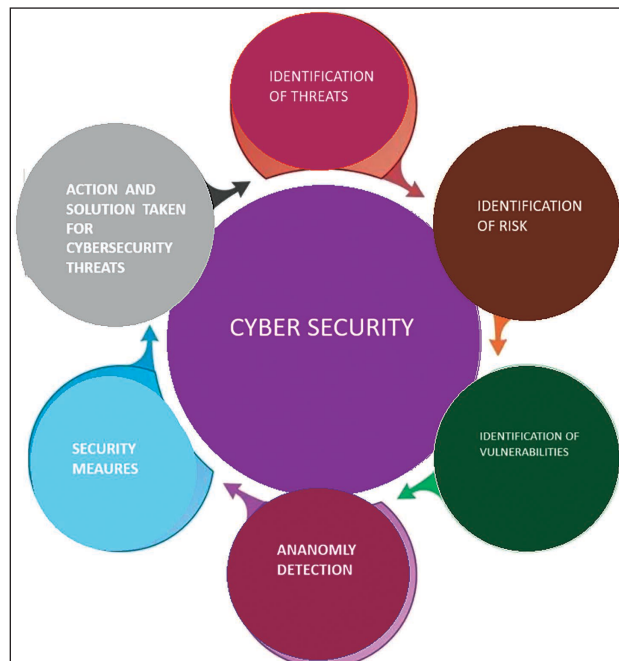 IDENTIFICATION
OF THREATS
IDENTIFICATION
OF RISK
IDENTIFICATION OF
VULNERABILITIES
ANANOMLY
DETECTION
SECURITY
MEAURES
ACTION AND
SOLUTION TAKEN
FOR
CYBERSECURITY
THREATS
CYBER SECURITY